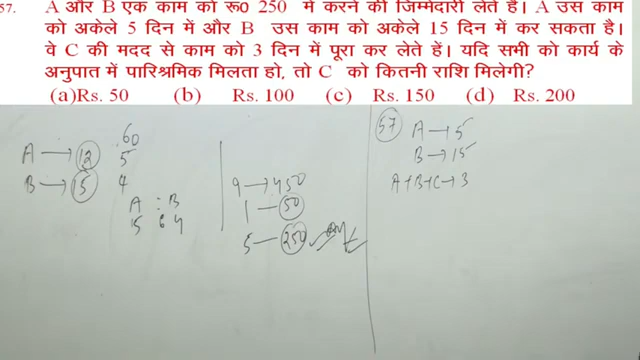 57. A और B एक काम को रू0 250 में करने की जिम्मेदारी लेते है। A उस काम
को अकेले 5 दिन में और B उस काम को अकेले 15 दिन में कर सकता है।
वे C की मदद से काम को 3 दिन में पूरा कर लेते हें। यदि सभी को कार्य के
अनुपात में पारिश्रमिक मिलता हो, तो C को कितनी राशि मिलेगी?
(a)Rs. 50 (b) Rs. 100 (c) Rs. 150 (d) Rs. 200
60
A → 12 5
B → 15 4
A : B
9 → 450
1 — 50
5 — 250
57 A → 5
B → 15
A+B+C → 3